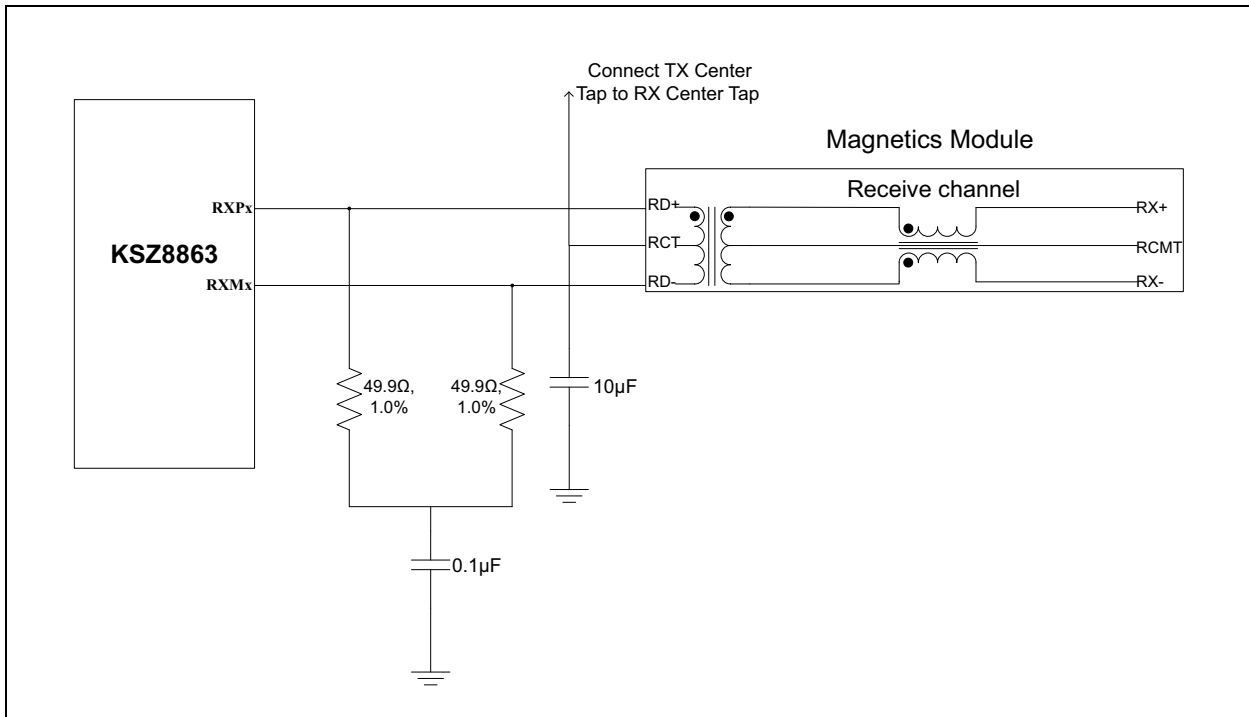 Connect TX Center
Tap to RX Center Tap
Magnetics Module
Receive channel
RXPx
RD+
RX+
KSZ8863
RCT
RCMT
RXMx
RD-
RX-
49.9Ω,
1.0%
49.9Ω,
1.0%
10µF
0.1µF